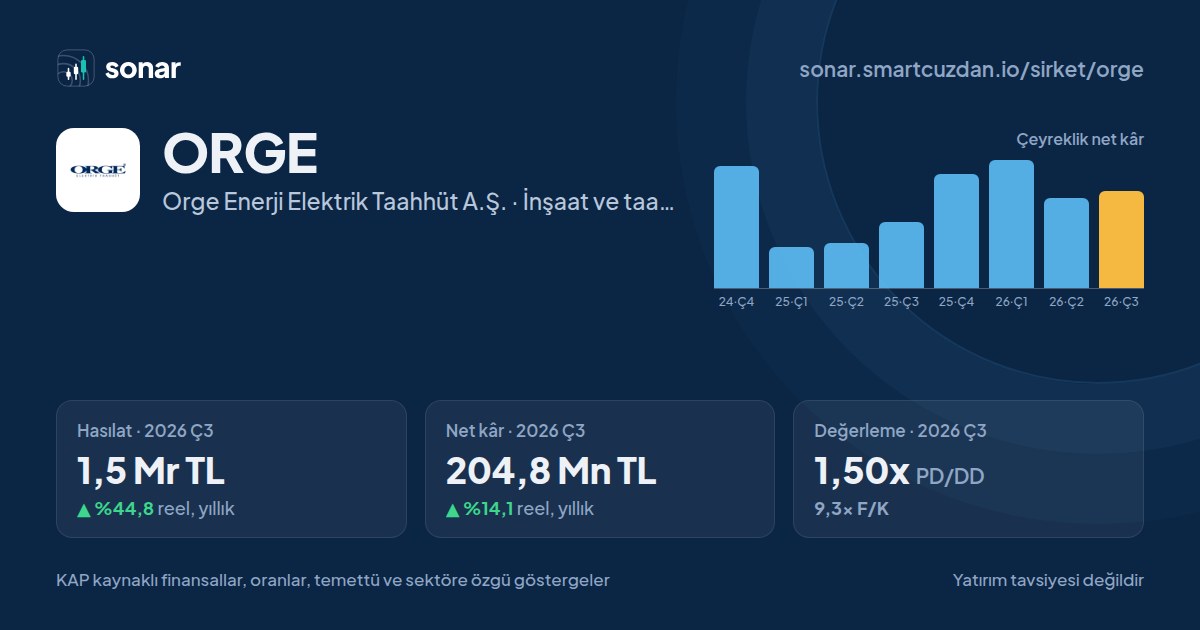 sonar
sonar.smartcuzdan.io/sirket/orge
ORGE
ORGE
Orge Enerji Elektrik Taahhüt A.Ş. · İnşaat ve taa...
Çeyreklik net kâr
24·Ç4 25·Ç1 25·Ç2 25·Ç3 25·Ç4 26·Ç1 26·Ç2 26·Ç3
Hasılat · 2026 Ç3
1,5 Mr TL
▲ %44,8 reel, yıllık
Net kâr · 2026 Ç3
204,8 Mn TL
▲ %14,1 reel, yıllık
Değerleme · 2026 Ç3
1,50x PD/DD
9,3× F/K
KAP kaynaklı finansallar, oranlar, temettü ve sektöre özgü göstergeler
Yatırım tavsiyesi değildir